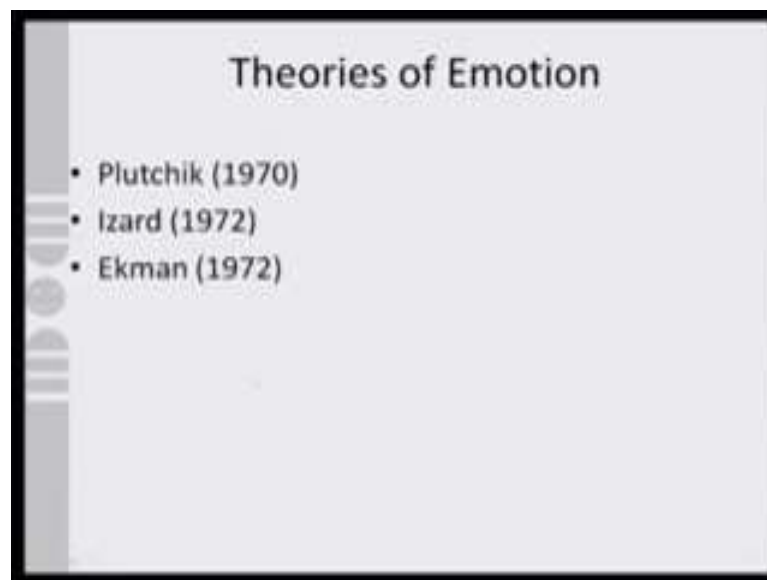 Theories of Emotion
• Plutchik (1970)
• Izard (1972)
• Ekman (1972)